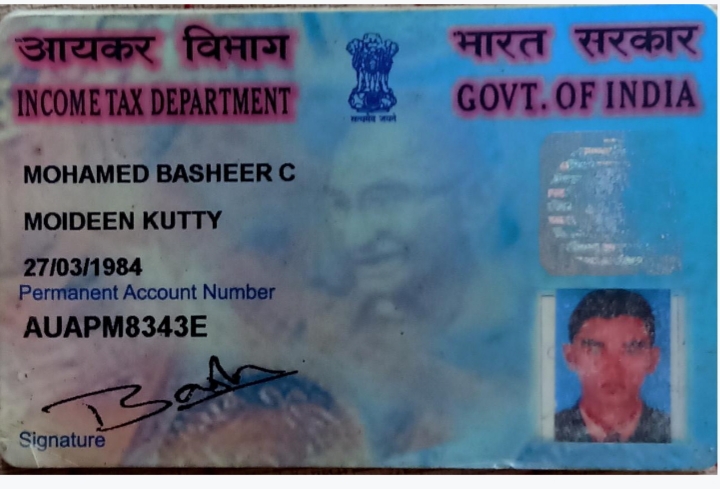 आयकर विभाग
INCOME TAX DEPARTMENT
सत्यमेव जयते
भारत सरकार
GOVT. OF INDIA
MOHAMED BASHEER C
MOIDEEN KUTTY
27/03/1984
Permanent Account Number
AUAPM8343E
Signature